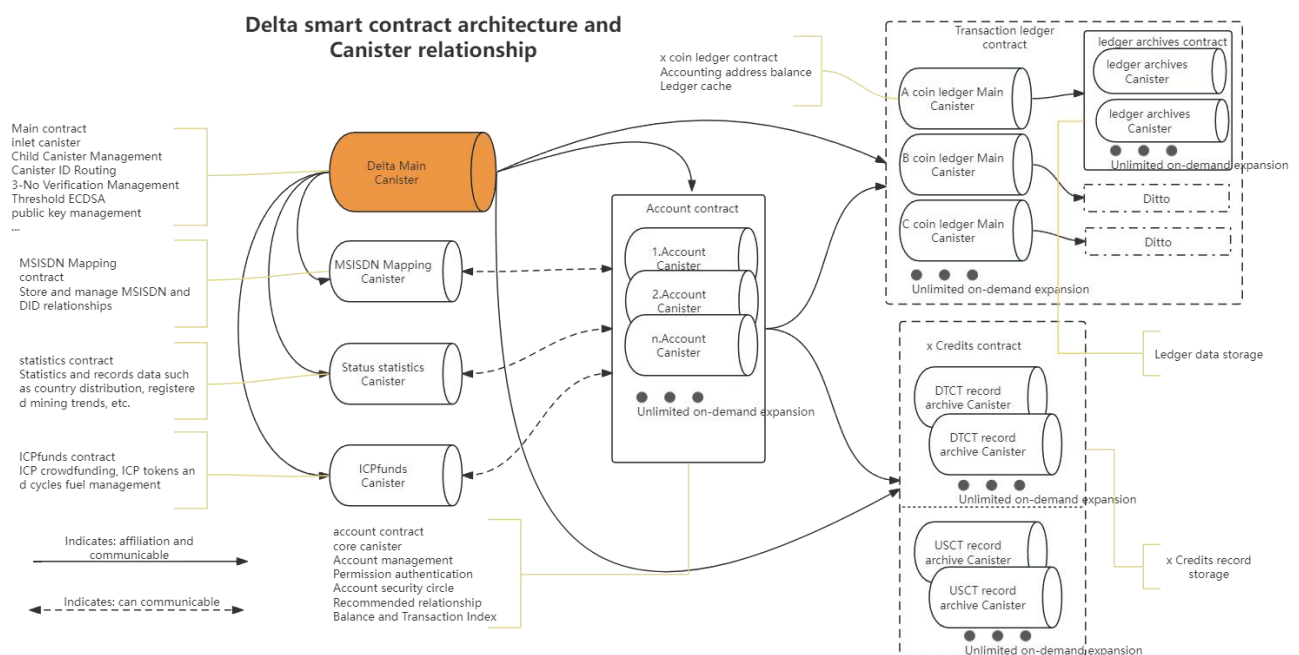 Delta smart contract architecture and
Canister relationship
Main contract
inlet canister
Child Canister Management
Canister ID Routing
3-No Verification Management
Threshold ECDSA
public key management
...
MSISDN Mapping
contract
Store and manage MSISDN and
DID relationships
statistics contract
Statistics and records data such
as country distribution, registere
d mining trends, etc.
ICPfunds contract
ICP crowdfunding, ICP tokens an
d cycles fuel management
Indicates: affiliation and
communicable
Indicates: can communicable
Delta Main
Canister
MSISDN Mapping
Canister
Status statistics
Canister
ICPfunds
Canister
account contract
core canister
Account management
Permission authentication
Account security circle
Recommended relationship
Balance and Transaction Index
x coin ledger contract
Accounting address balance
Ledger cache
Account contract
1.Account
Canister
2.Account
Canister
n.Account
Canister
Unlimited on-demand expansion
Transaction ledger
contract
A coin ledger Main
Canister
B coin ledger Main
Canister
C coin ledger Main
Canister
Unlimited on-demand expansion
ledger archives contract
ledger archives
Canister
ledger archives
Canister
Unlimited on-demand expansion
Ditto
Ditto
x Credits contract
DTCT record
archive Canister
DTCT record
archive Canister
Unlimited on-demand expansion
USCT record
archive Canister
USCT record
archive Canister
Unlimited on-demand expansion
Ledger data storage
x Credits record
storage